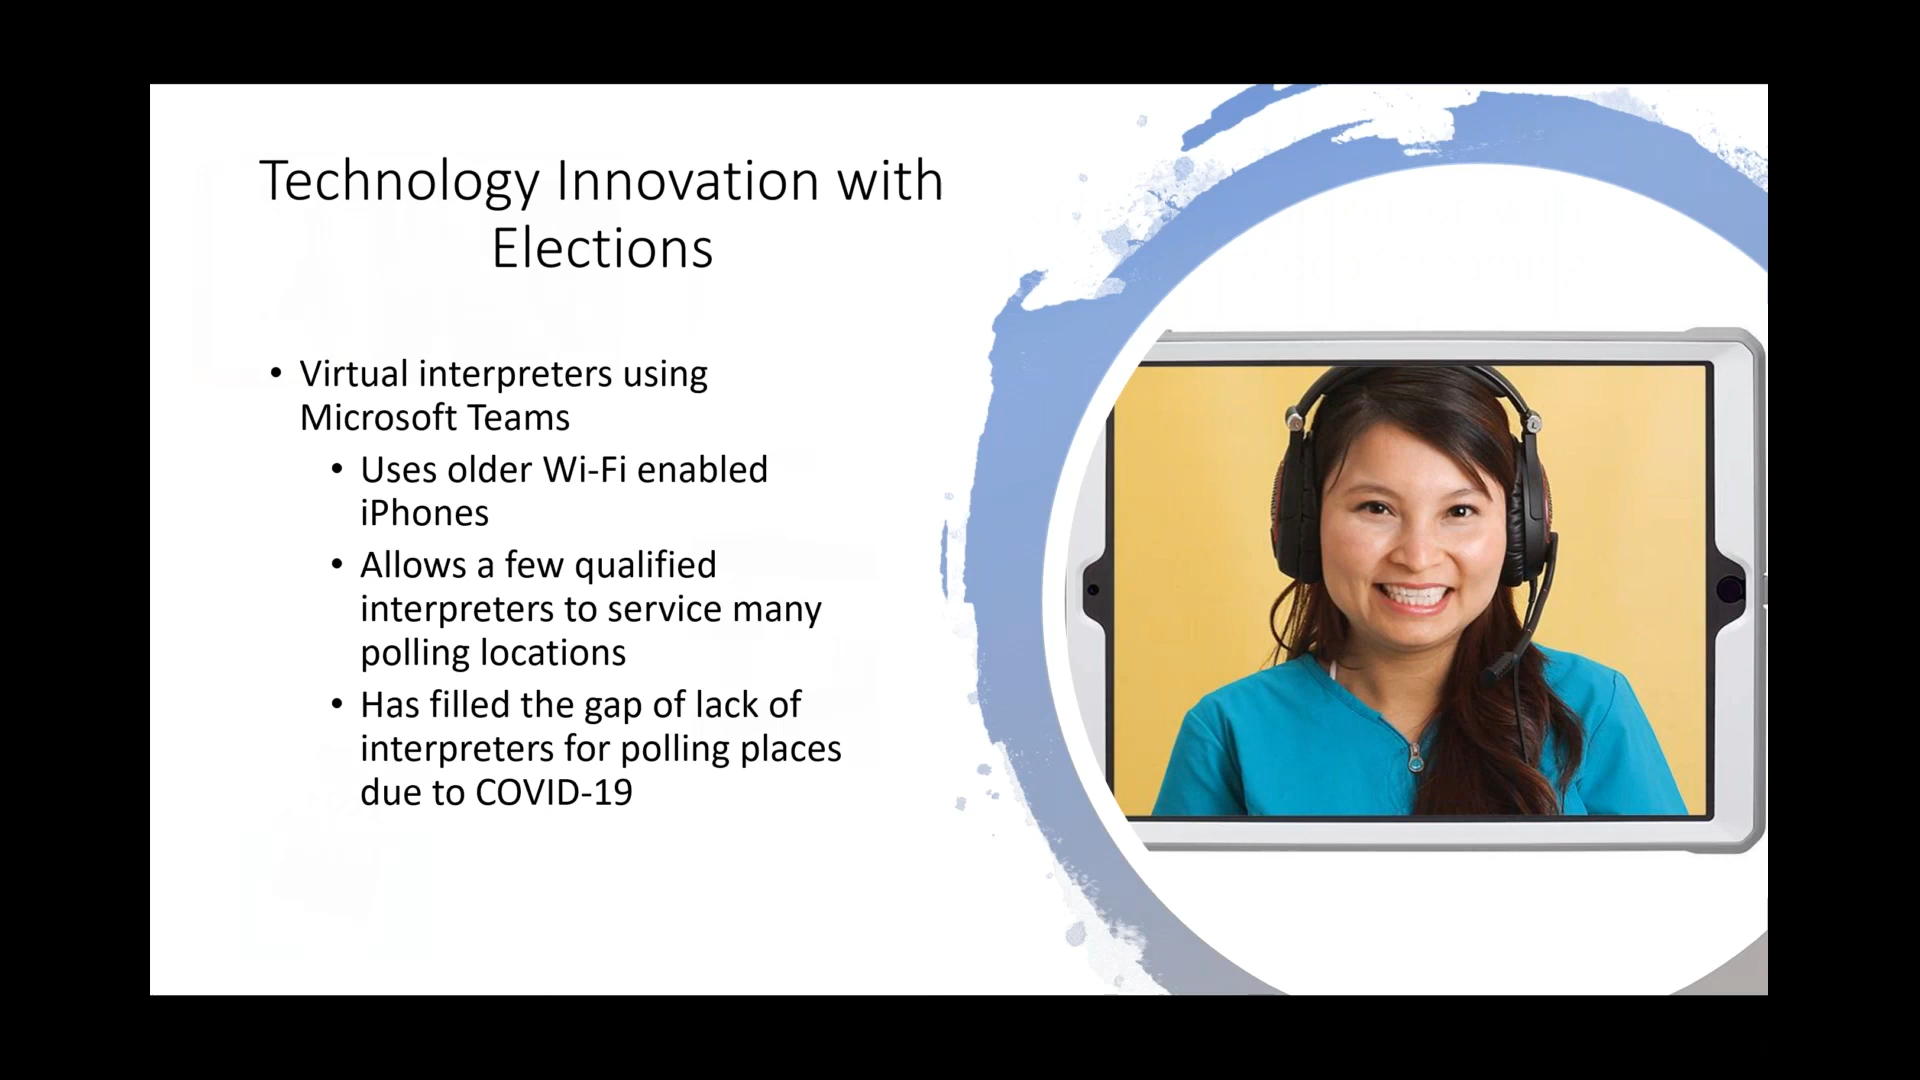 Technology Innovation with
Elections
• Virtual interpreters using
Microsoft Teams
• Uses older Wi-Fi enabled
iPhones
• Allows a few qualified
interpreters to service many
polling locations
• Has filled the gap of lack of
interpreters for polling places
due to COVID-19